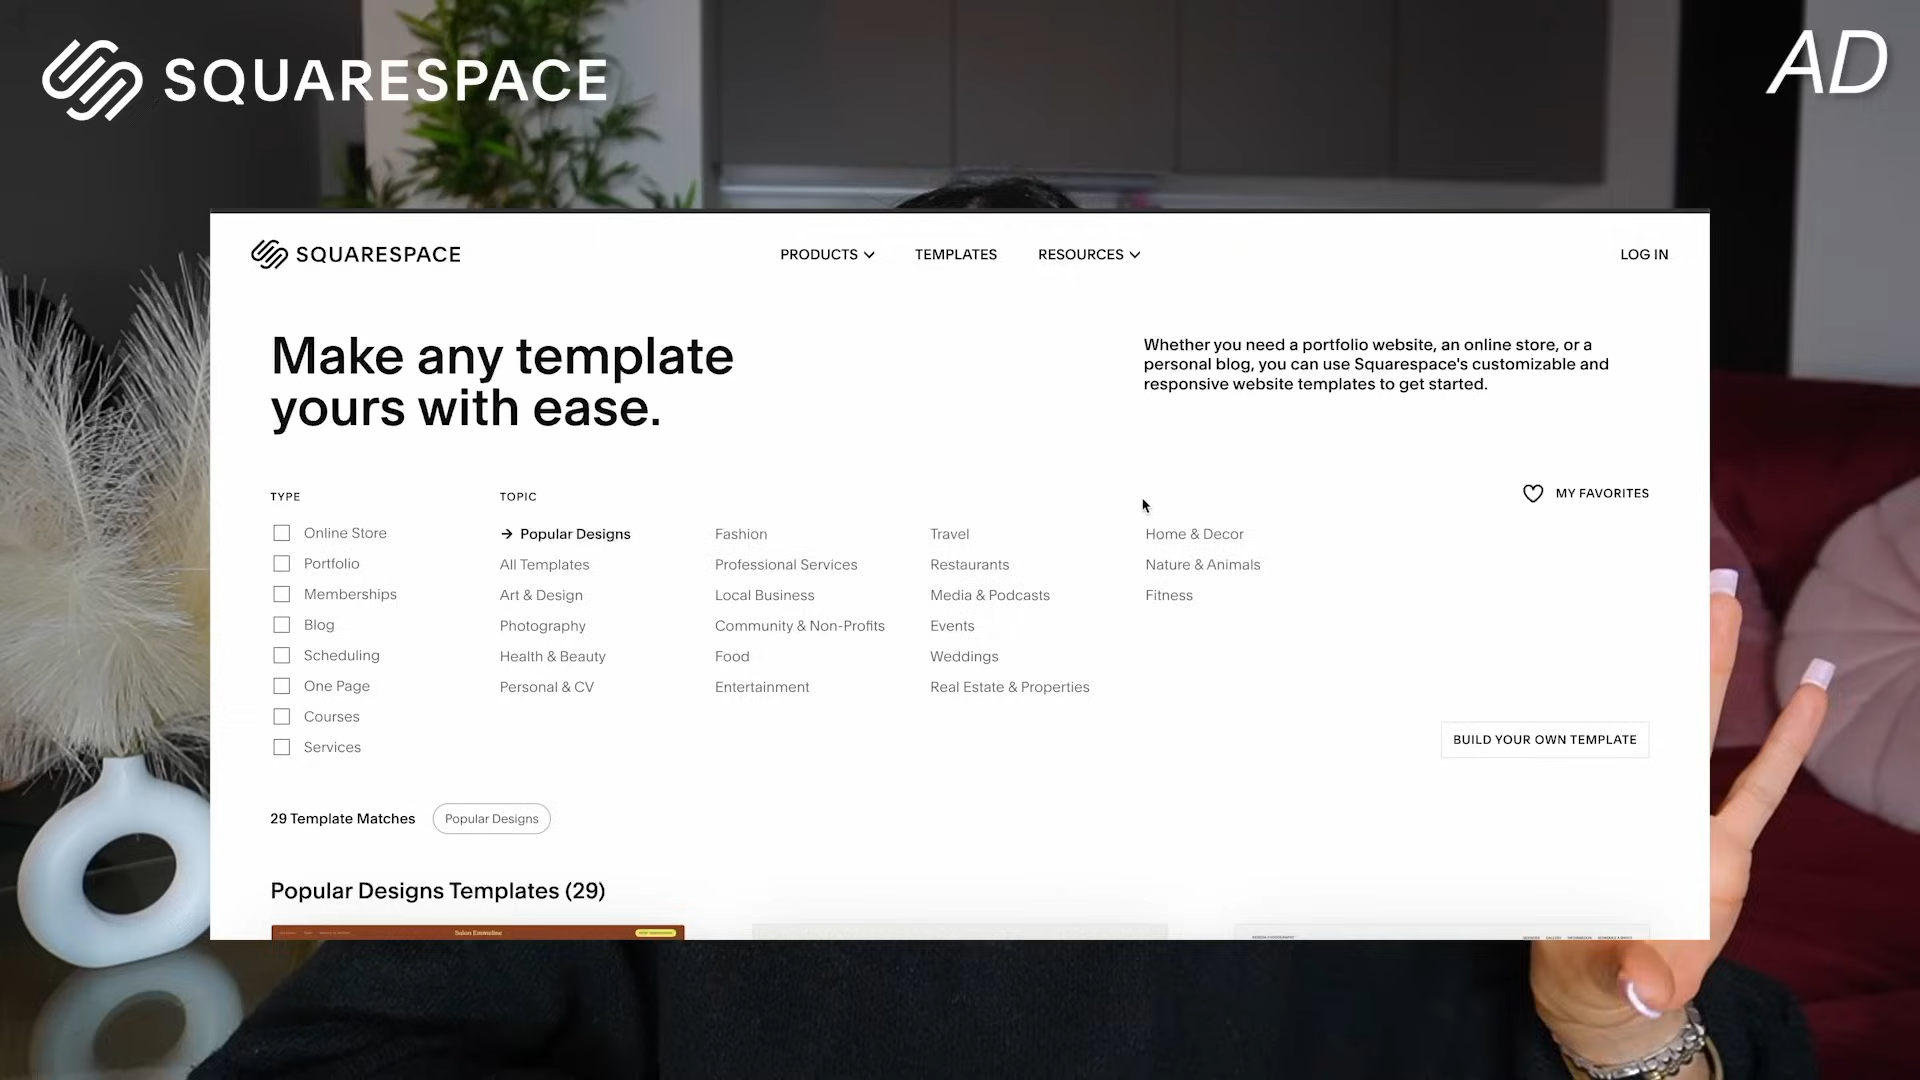 SQUARESPACE
AD
SQUARESPACE
PRODUCTS
TEMPLATES
RESOURCES
LOG IN
Make any template
yours with ease.
Whether you need a portfolio website, an online store, or a
personal blog, you can use Squarespace's customizable and
responsive website templates to get started.
MY FAVORITES
TYPE
Online Store
Portfolio
Memberships
Blog
Scheduling
One Page
Courses
Services
TOPIC
→ Popular Designs
All Templates
Art & Design
Photography
Health & Beauty
Personal & CV
Fashion
Professional Services
Local Business
Community & Non-Profits
Food
Entertainment
Travel
Restaurants
Media & Podcasts
Events
Weddings
Real Estate & Properties
Home & Decor
Nature & Animals
Fitness
BUILD YOUR OWN TEMPLATE
29 Template Matches
Popular Designs
Popular Designs Templates (29)
Salon Emmeline